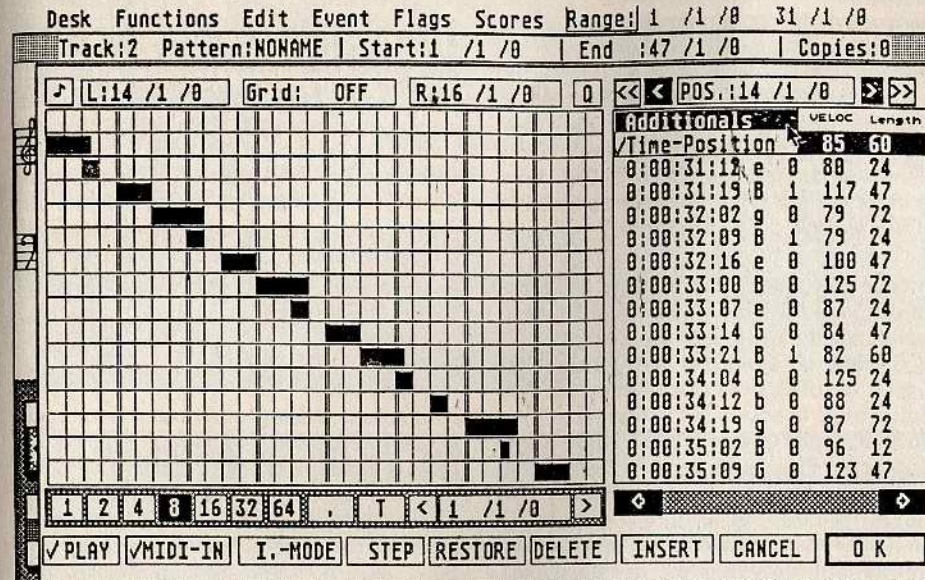 Desk Functions Edit Event Flags Scores Range: 1 /1 /0 31 /1 /0
Track:2 Pattern:NONAME | Start:1 /1 /0 | End :47 /1 /0 | Copies:0
L:14 /1 /0 Grid: OFF R:16 /1 /0 Q << < POS.:14 /1 /0 > >>
Additionals VELOC Length
√Time-Position 85 60
0:00:31:12 e 0 80 24
0:00:31:19 B 1 117 47
0:00:32:02 g 0 79 72
0:00:32:09 B 1 79 24
0:00:32:16 e 0 100 47
0:00:33:00 B 0 125 72
0:00:33:07 e 0 87 24
0:00:33:14 G 0 84 47
0:00:33:21 B 1 82 60
0:00:34:04 B 0 125 24
0:00:34:12 b 0 88 24
0:00:34:19 g 0 87 72
0:00:35:02 B 0 96 12
0:00:35:09 G 0 123 47
1 2 4 8 16 32 64 . T < 1 /1 /0 >
√PLAY √MIDI-IN I.-MODE STEP RESTORE DELETE INSERT CANCEL OK